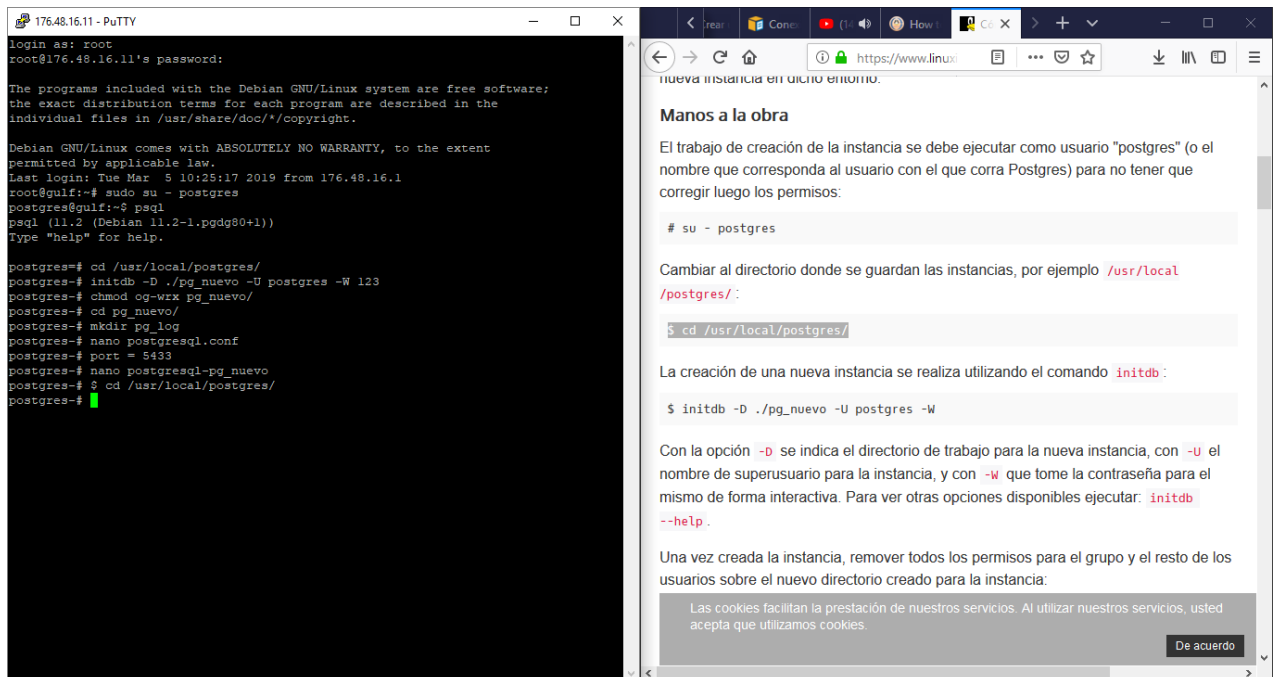 176.48.16.11 - PuTTY
login as: root
root@176.48.16.11's password:
The programs included with the Debian GNU/Linux system are free software;
the exact distribution terms for each program are described in the
individual files in /usr/share/doc/*/copyright.
Debian GNU/Linux comes with ABSOLUTELY NO WARRANTY, to the extent
permitted by applicable law.
Last login: Tue Mar  5 10:25:17 2019 from 176.48.16.1
root@gulf:~# sudo su - postgres
postgres@gulf:~$ psql
psql (11.2 (Debian 11.2-1.pgdg80+1))
Type "help" for help.
postgres=# cd /usr/local/postgres/
postgres-# initdb -D ./pg_nuevo -U postgres -W 123
postgres-# chmod og-wrx pg_nuevo/
postgres-# cd pg_nuevo/
postgres-# mkdir pg_log
postgres-# nano postgresql.conf
postgres-# port = 5433
postgres-# nano postgresql-pg_nuevo
postgres-# $ cd /usr/local/postgres/
postgres-#
Crear
Cones
(14
How t
Có
https://www.linuxi
nueva instancia en dicho entorno.
Manos a la obra
El trabajo de creación de la instancia se debe ejecutar como usuario "postgres" (o el
nombre que corresponda al usuario con el que corra Postgres) para no tener que
corregir luego los permisos:
# su - postgres
Cambiar al directorio donde se guardan las instancias, por ejemplo /usr/local
/postgres/ :
$ cd /usr/local/postgres/
La creación de una nueva instancia se realiza utilizando el comando initdb :
$ initdb -D ./pg_nuevo -U postgres -W
Con la opción -D se indica el directorio de trabajo para la nueva instancia, con -U el
nombre de superusuario para la instancia, y con -W que tome la contraseña para el
mismo de forma interactiva. Para ver otras opciones disponibles ejecutar: initdb
--help .
Una vez creada la instancia, remover todos los permisos para el grupo y el resto de los
usuarios sobre el nuevo directorio creado para la instancia:
Las cookies facilitan la prestación de nuestros servicios. Al utilizar nuestros servicios, usted
acepta que utilizamos cookies.
De acuerdo